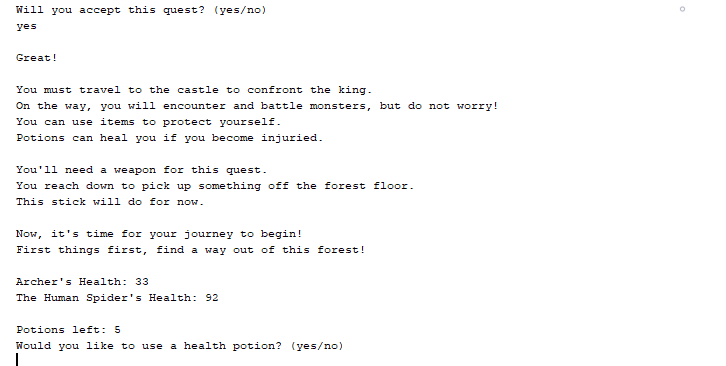 Will you accept this quest? (yes/no)
yes
Great!
You must travel to the castle to confront the king.
On the way, you will encounter and battle monsters, but do not worry!
You can use items to protect yourself.
Potions can heal you if you become injuried.
You'll need a weapon for this quest.
You reach down to pick up something off the forest floor.
This stick will do for now.
Now, it's time for your journey to begin!
First things first, find a way out of this forest!
Archer's Health: 33
The Human Spider's Health: 92
Potions left: 5
Would you like to use a health potion? (yes/no)